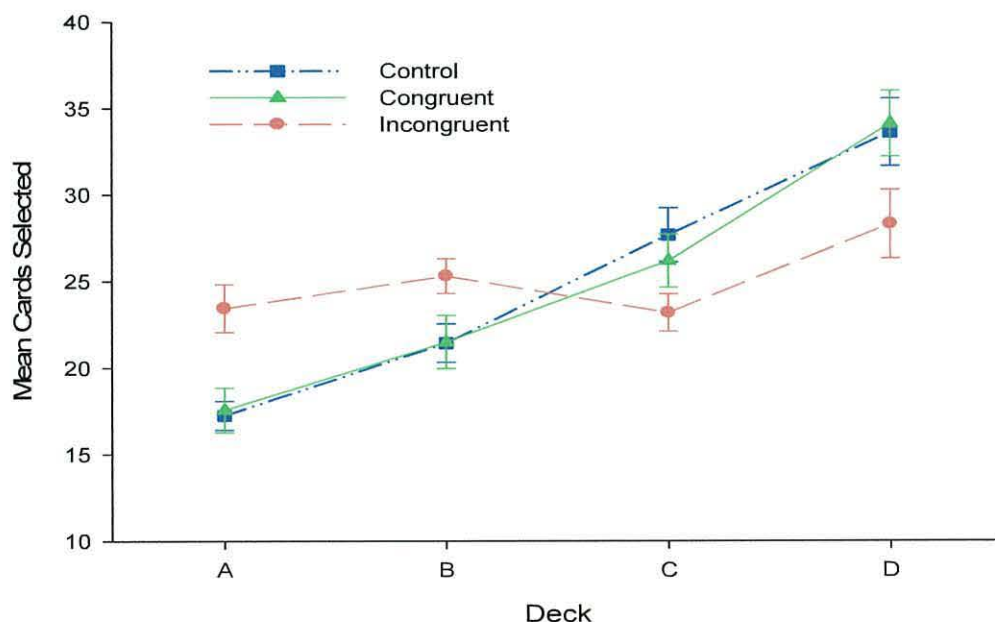 40
35
30
25
20
15
10
Mean Cards Selected
Control
Congruent
Incongruent
A B C D
Deck